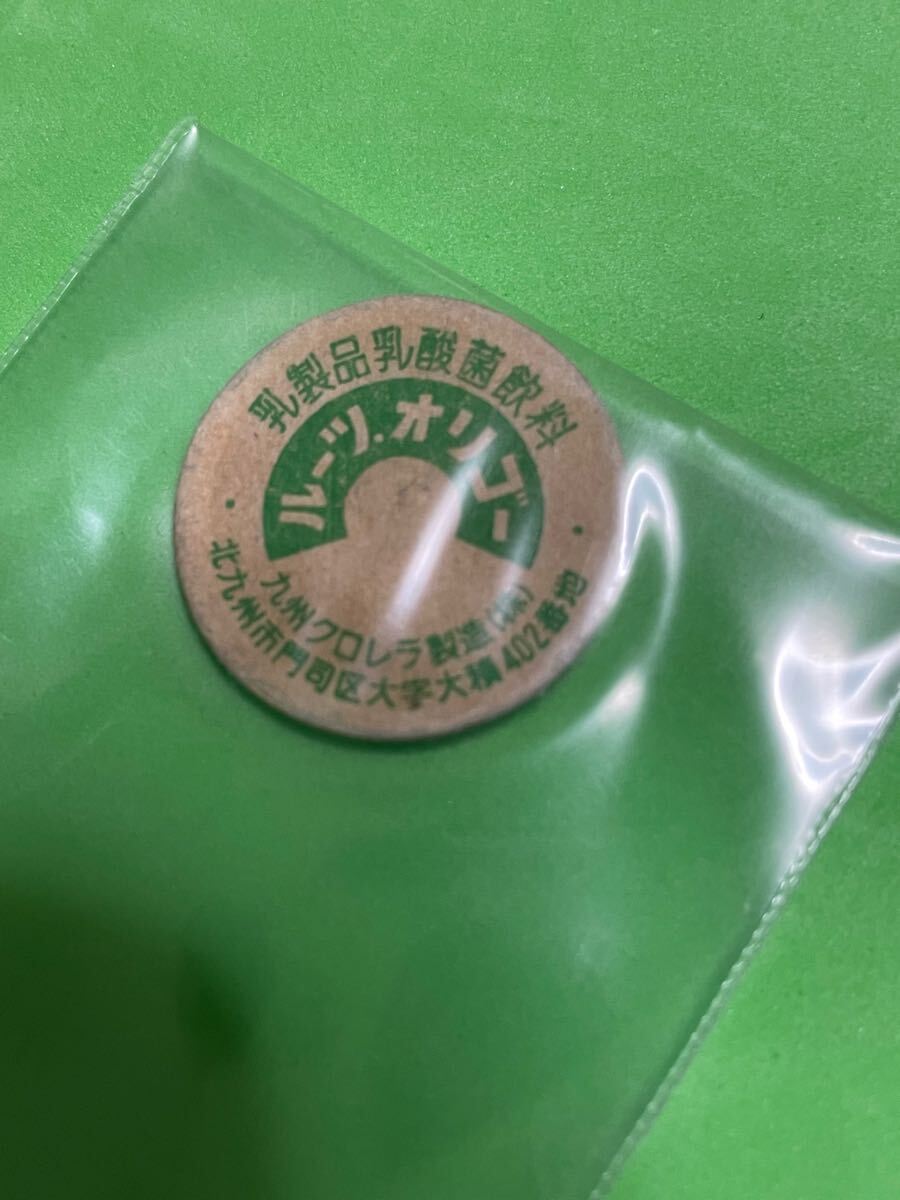 乳製品乳酸菌飲料
ルーツ.オリゴー
九州クロレラ製造(株)
北九州市門司区大字大積402番地